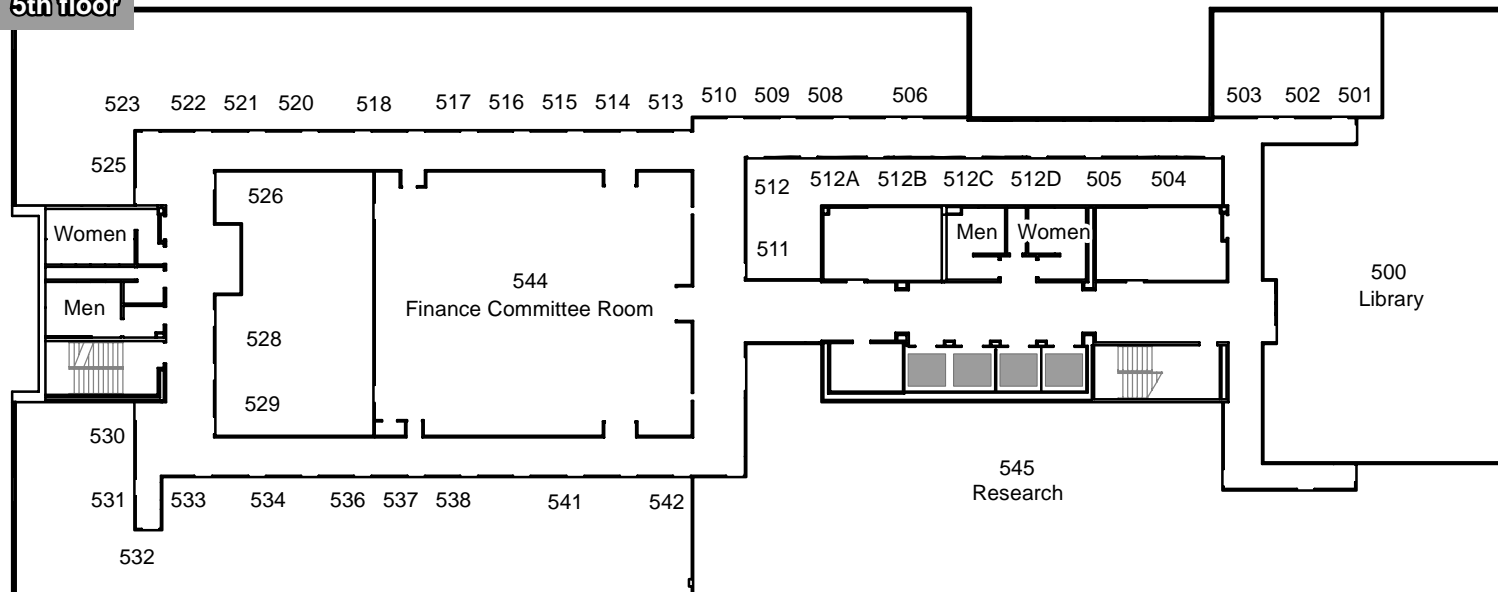 5th floor
523 522 521 520 518 517 516 515 514 513 510 509 508 506 503 502 501
525
526
512 512A 512B 512C 512D 505 504
Women
Men Women
511
544
Finance Committee Room
500
Library
Men
528
529
530
531 533 534 536 537 538 541 542
532
545
Research